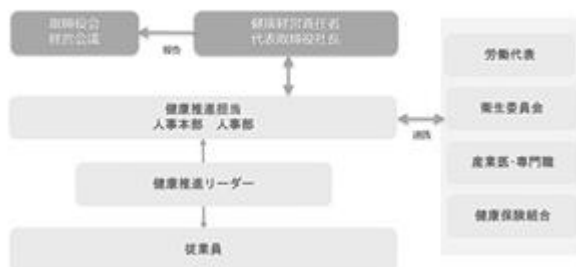 取締役会
経営会議
健康経営責任者
代表取締役社長
報告
労働代表
健康推進担当
人事本部 人事部
衛生委員会
連携
産業医・専門職
健康推進リーダー
健康保険組合
従業員